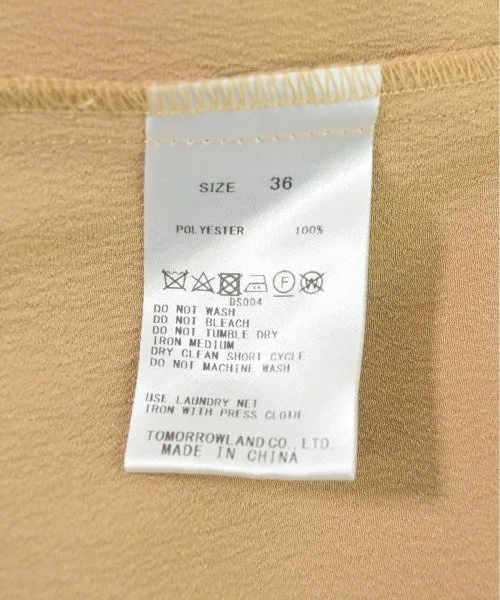 SIZE 36
POLYESTER 100%
F W
DS004
DO NOT WASH
DO NOT BLEACH
DO NOT TUMBLE DRY
IRON MEDIUM
DRY CLEAN SHORT CYCLE
DO NOT MACHINE WASH
USE LAUNDRY NET
IRON WITH PRESS CLOTH
TOMORROWLAND CO., LTD.
MADE IN CHINA